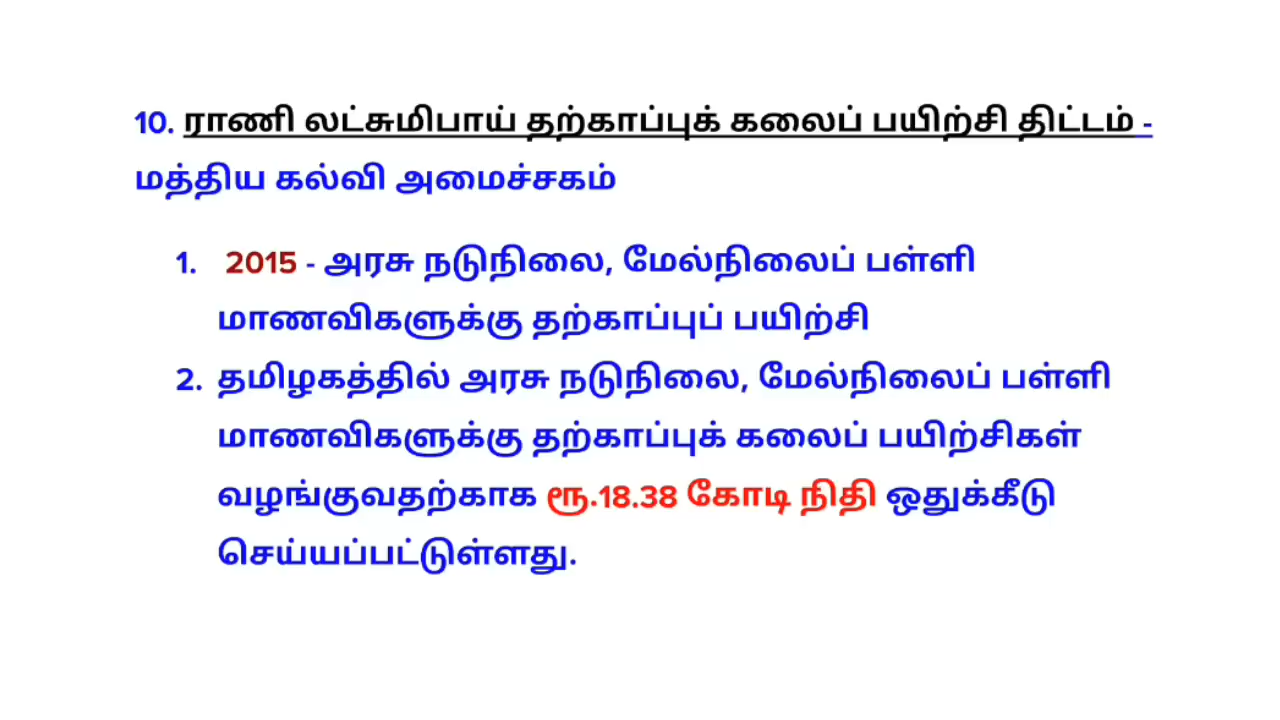 10. ராணி லட்சுமிபாய் தற்காப்புக் கலைப் பயிற்சி திட்டம் -
மத்திய கல்வி அமைச்சகம்
1. 2015 - அரசு நடுநிலை, மேல்நிலைப் பள்ளி
மாணவிகளுக்கு தற்காப்புப் பயிற்சி
2. தமிழகத்தில் அரசு நடுநிலை, மேல்நிலைப் பள்ளி
மாணவிகளுக்கு தற்காப்புக் கலைப் பயிற்சிகள்
வழங்குவதற்காக ரூ.18.38 கோடி நிதி ஒதுக்கீடு
செய்யப்பட்டுள்ளது.